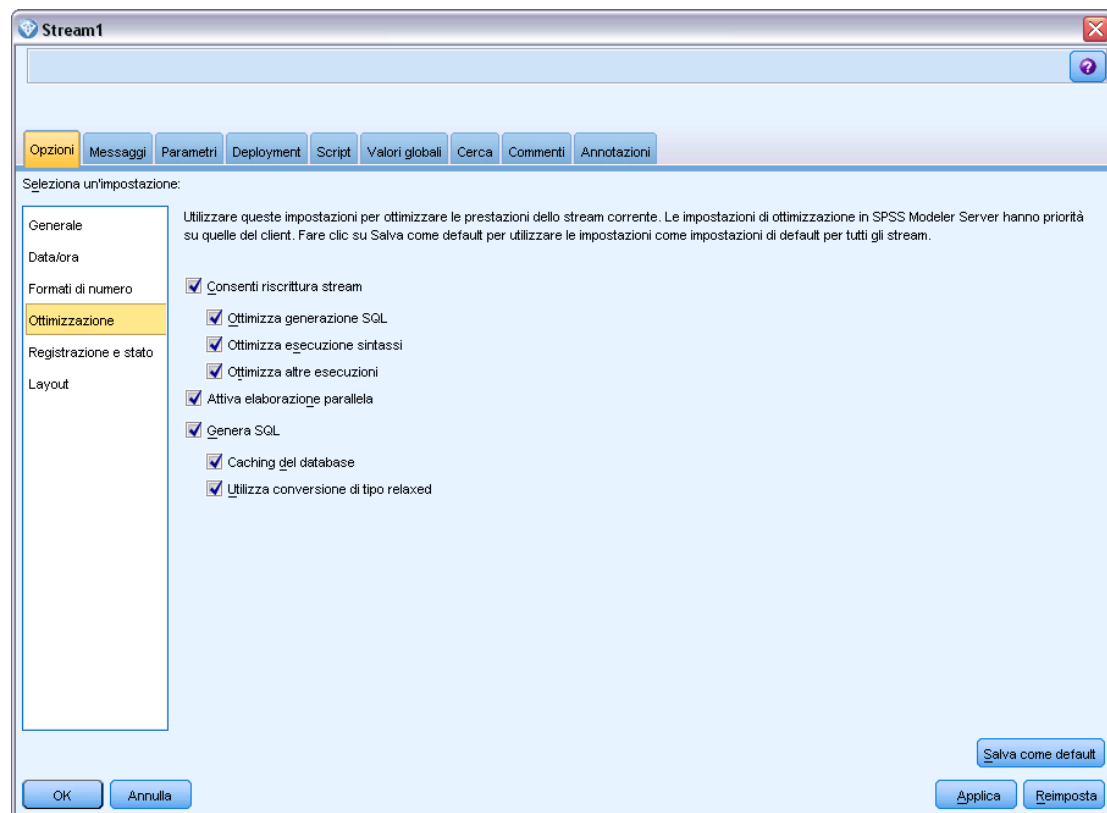 Stream1
Opzioni Messaggi Parametri Deployment Script Valori globali Cerca Commenti Annotazioni
Seleziona un'impostazione:
Generale
Data/ora
Formati di numero
Ottimizzazione
Registrazione e stato
Layout
Utilizzare queste impostazioni per ottimizzare le prestazioni dello stream corrente. Le impostazioni di ottimizzazione in SPSS Modeler Server hanno priorità
su quelle del client. Fare clic su Salva come default per utilizzare le impostazioni come impostazioni di default per tutti gli stream.
Consenti riscrittura stream
Ottimizza generazione SQL
Ottimizza esecuzione sintassi
Ottimizza altre esecuzioni
Attiva elaborazione parallela
Genera SQL
Caching del database
Utilizza conversione di tipo relaxed
Salva come default
OK Annulla Applica Reimposta